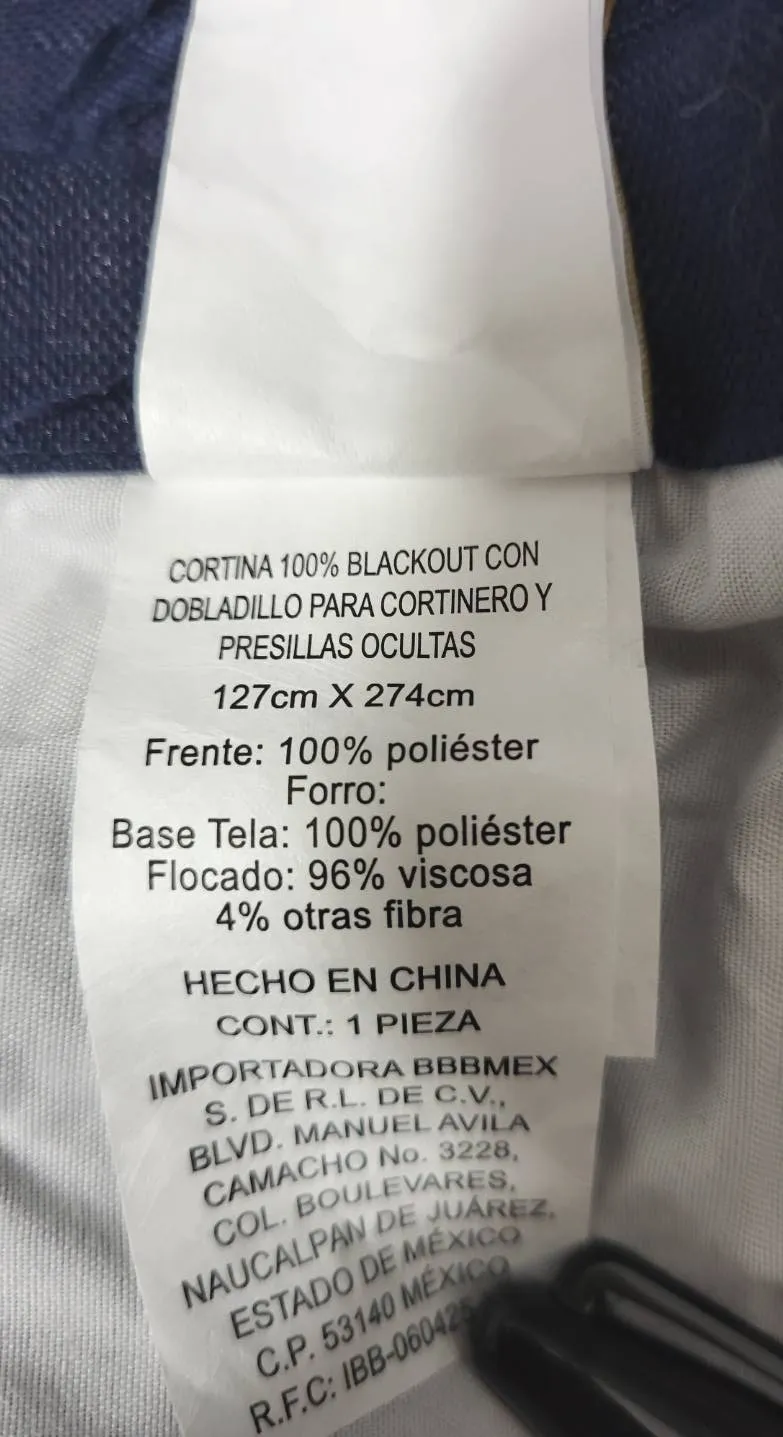 CORTINA 100% BLACKOUT CON
DOBLADILLO PARA CORTINERO Y
PRESILLAS OCULTAS
127cm X 274cm
Frente: 100% poliéster
Forro:
Base Tela: 100% poliéster
Flocado: 96% viscosa
4% otras fibra
HECHO EN CHINA
CONT.: 1 PIEZA
IMPORTADORA BBBMEX
S. DE R.L. DE C.V.,
BLVD. MANUEL AVILA
CAMACHO No. 3228,
COL. BOULEVARES,
NAUCALPAN DE JUÁREZ,
ESTADO DE MÉXICO
C.P. 53140 MÉXICO
R.F.C: IBB-060425